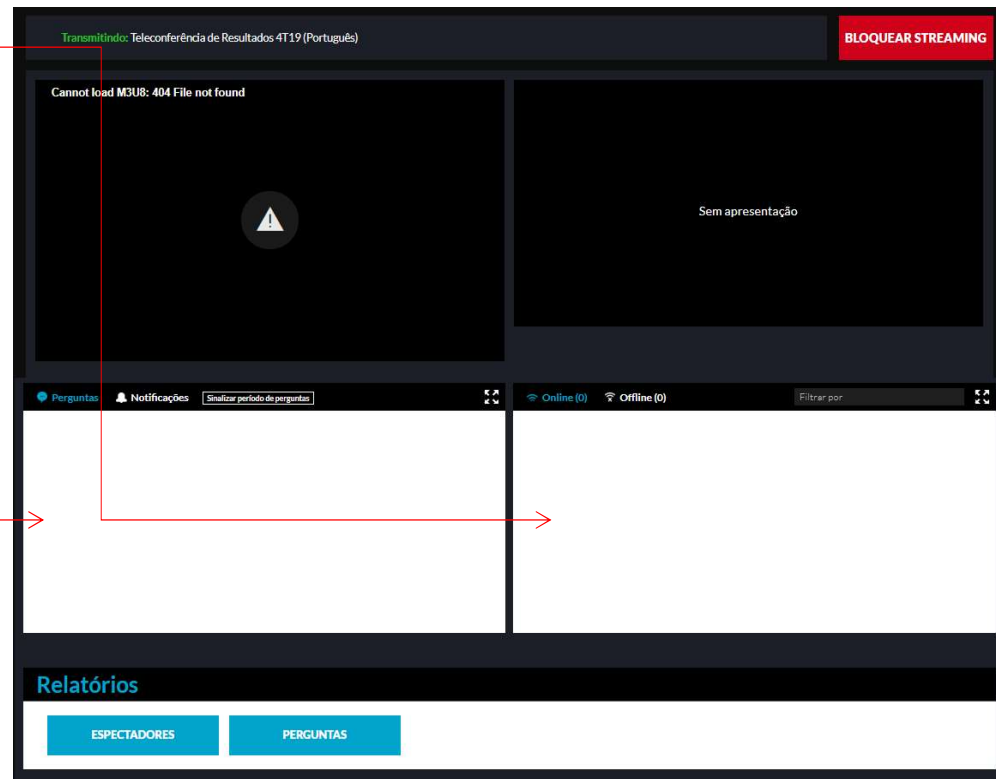 Transmitindo: Teleconferência de Resultados 4T19 (Português)
BLOQUEAR STREAMING
Cannot load M3U8: 404 File not found
Sem apresentação
Perguntas Notificações Sinalizar período de perguntas
Online (0) Offline (0) Filtrar por
Relatórios
ESPECTADORES PERGUNTAS